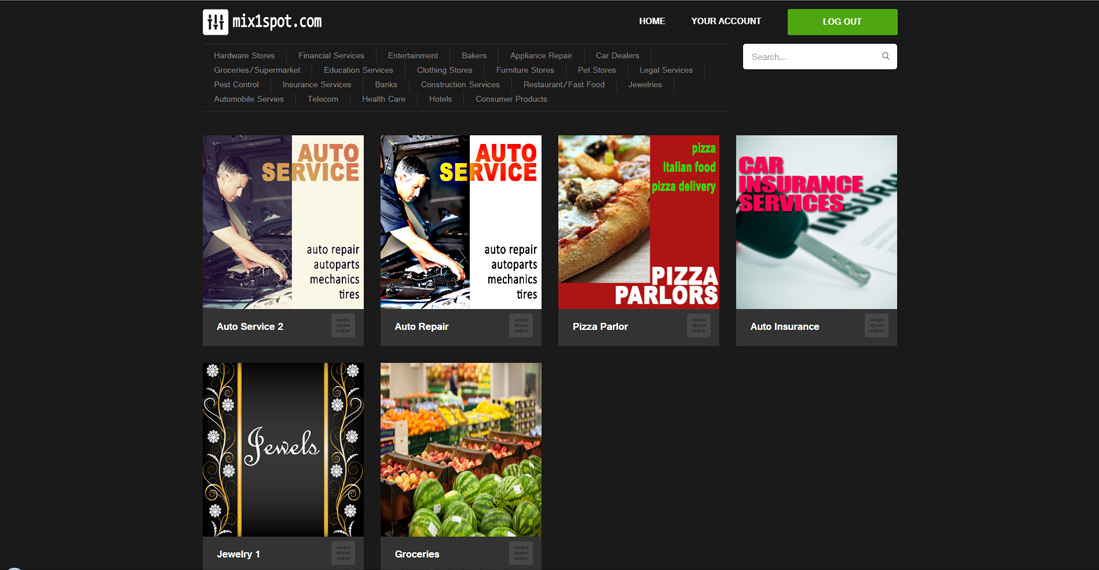 mix1spot.com
HOME YOUR ACCOUNT LOG OUT
Hardware Stores Financial Services Entertainment Bakers Appliance Repair Car Dealers
Search...
Groceries/Supermarket Education Services Clothing Stores Furniture Stores Pet Stores Legal Services
Pest Control Insurance Services Banks Construction Services Restaurant/Fast Food Jewelries
Automobile Servies Telecom Health Care Hotels Consumer Products
AUTO
SERVICE
auto repair
autoparts
mechanics
tires
AUTO
SERVICE
auto repair
autoparts
mechanics
tires
pizza
Italian food
pizza delivery
PIZZA
PARLORS
CAR
INSURANCE
SERVICES
INSURAN
Auto Service 2
Auto Repair
Pizza Parlor
Auto Insurance
Jewels
Jewelry 1
Groceries